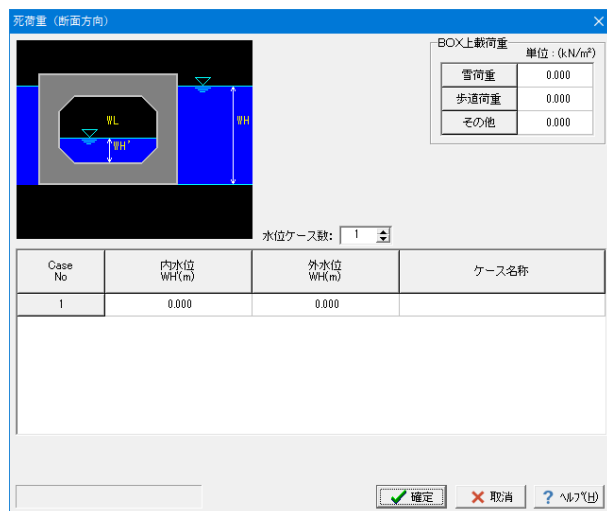 死荷重（断面方向）
BOX上載荷重
単位：(kN/m²)
雪荷重 0.000
歩道荷重 0.000
その他 0.000
WL
WH
WH'
水位ケース数： 1
Case No 内水位 WH'(m) 外水位 WH(m) ケース名称
1 0.000 0.000
確定 取消 ? ﾍﾙﾌﾟ(H)